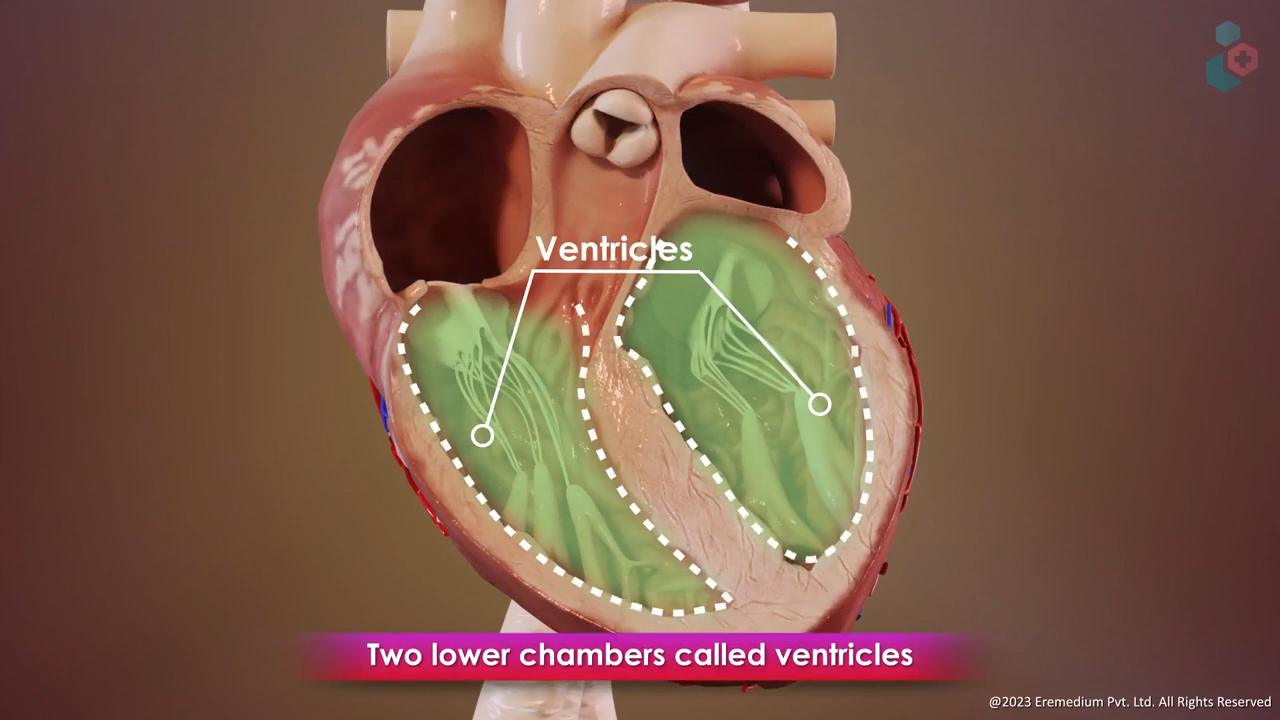 Ventricles
Two lower chambers called ventricles
@2023 Eremedium Pvt. Ltd. All Rights Reserved